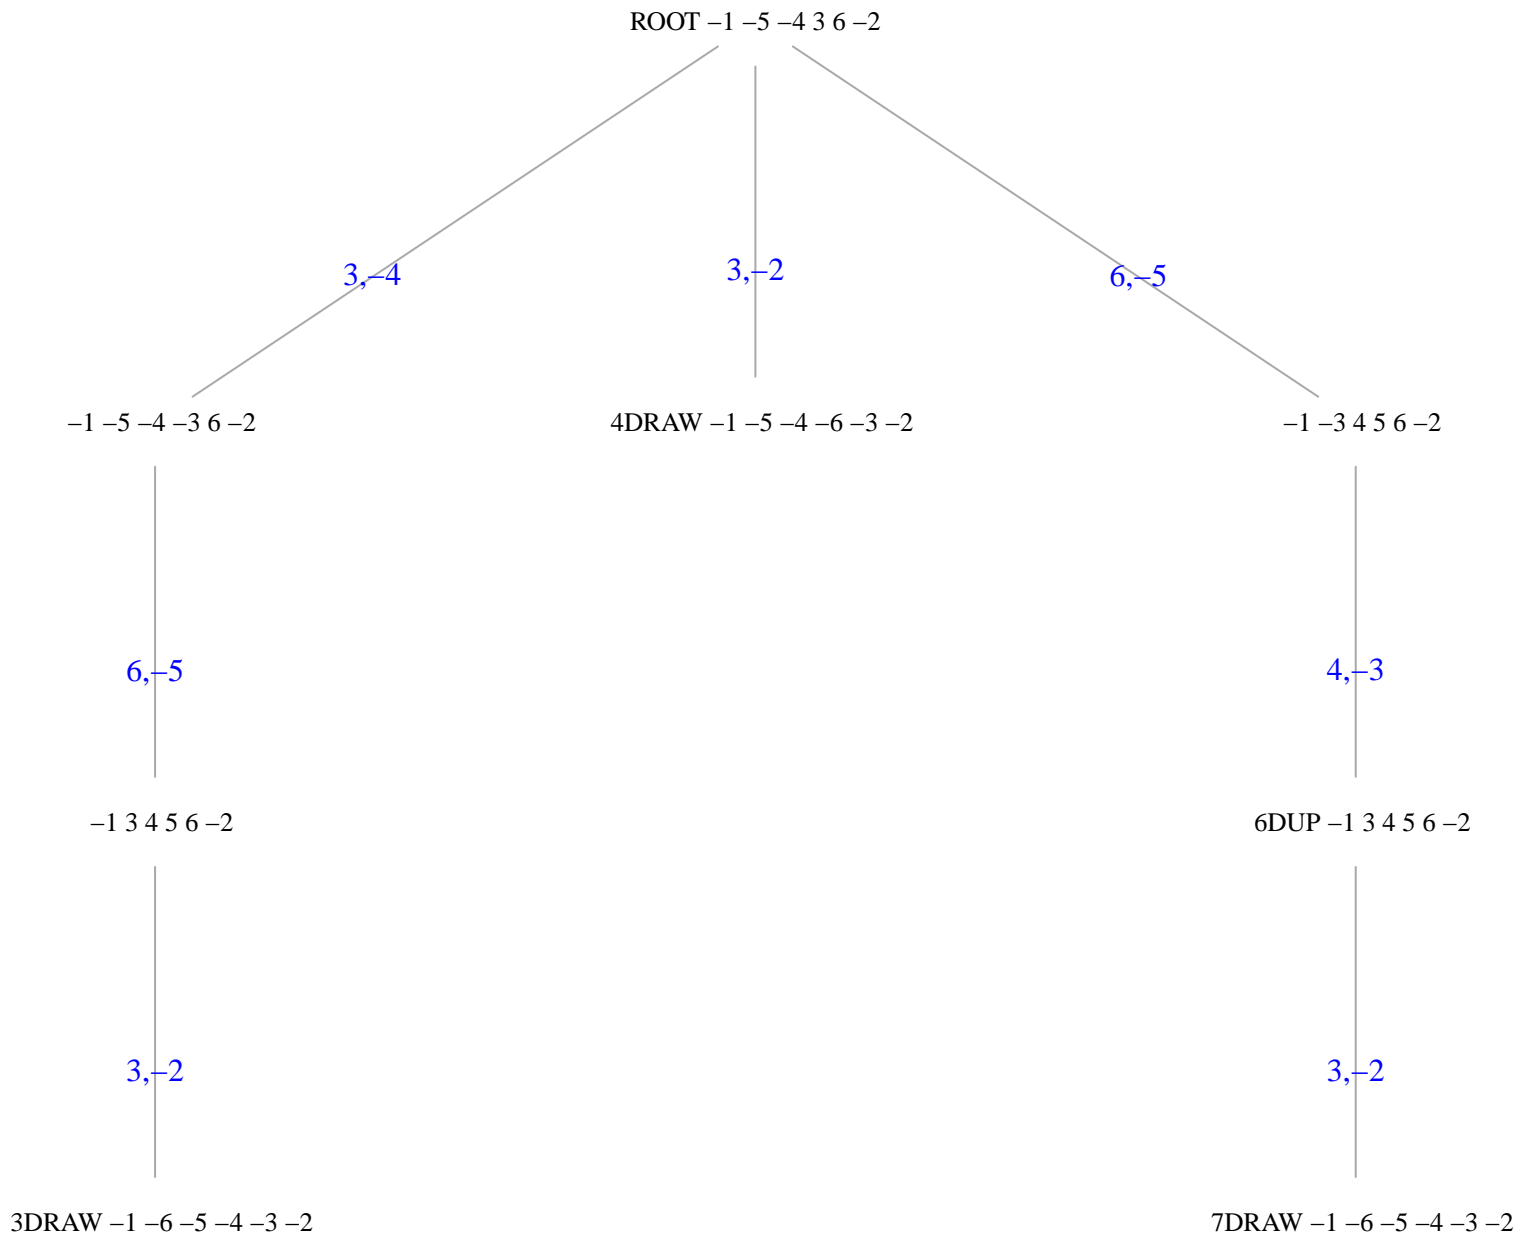 ROOT –1 –5 –4 3 6 –2
3,–4
3,–2
6,–5
–1 –5 –4 –3 6 –2
4DRAW –1 –5 –4 –6 –3 –2
–1 –3 4 5 6 –2
6,–5
4,–3
–1 3 4 5 6 –2
6DUP –1 3 4 5 6 –2
3,–2
3,–2
3DRAW –1 –6 –5 –4 –3 –2
7DRAW –1 –6 –5 –4 –3 –2